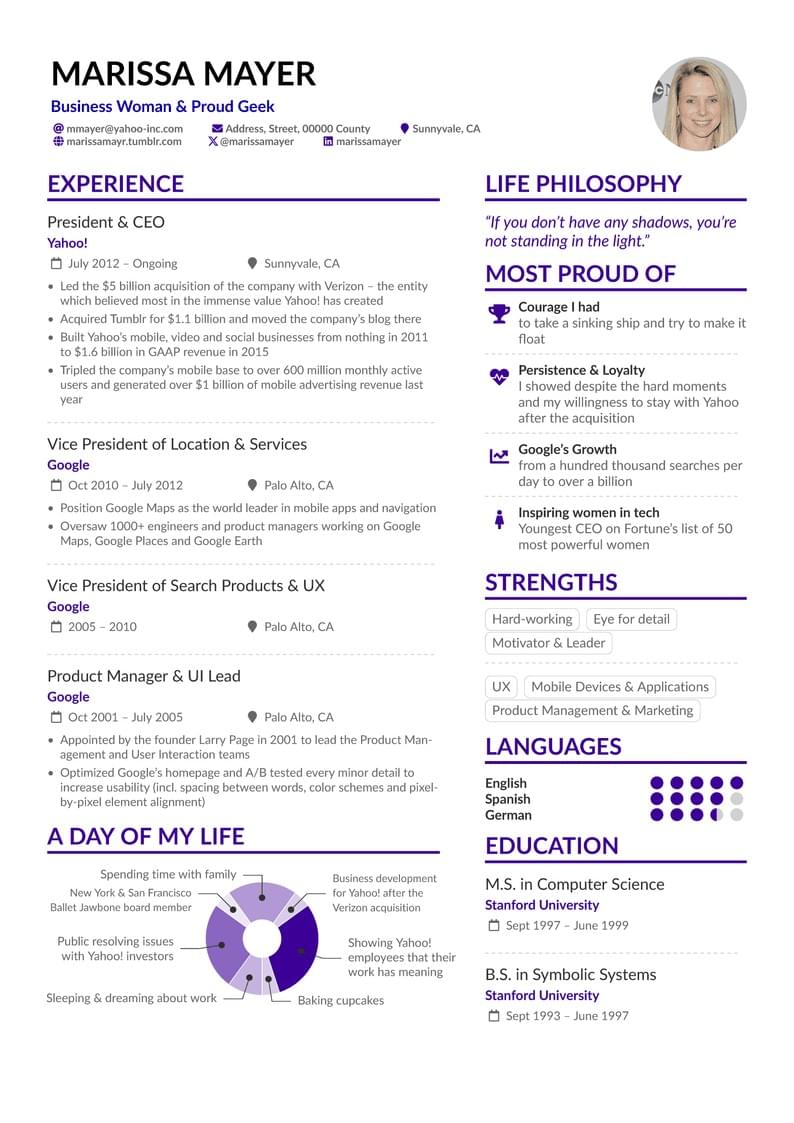 MARISSA MAYER
Business Woman & Proud Geek
mmayer@yahoo-inc.com Address, Street, 00000 County Sunnyvale, CA
marissamayr.tumblr.com @marissamayer marissamayer
EXPERIENCE
President & CEO
Yahoo!
July 2012 – Ongoing Sunnyvale, CA
• Led the $5 billion acquisition of the company with Verizon – the entity
which believed most in the immense value Yahoo! has created
• Acquired Tumblr for $1.1 billion and moved the company's blog there
• Built Yahoo's mobile, video and social businesses from nothing in 2011
to $1.6 billion in GAAP revenue in 2015
• Tripled the company's mobile base to over 600 million monthly active
users and generated over $1 billion of mobile advertising revenue last
year
Vice President of Location & Services
Google
Oct 2010 – July 2012 Palo Alto, CA
• Position Google Maps as the world leader in mobile apps and navigation
• Oversaw 1000+ engineers and product managers working on Google
Maps, Google Places and Google Earth
Vice President of Search Products & UX
Google
2005 – 2010 Palo Alto, CA
Product Manager & UI Lead
Google
Oct 2001 – July 2005 Palo Alto, CA
• Appointed by the founder Larry Page in 2001 to lead the Product Man-
agement and User Interaction teams
• Optimized Google's homepage and A/B tested every minor detail to
increase usability (incl. spacing between words, color schemes and pixel-
by-pixel element alignment)
A DAY OF MY LIFE
Spending time with family
New York & San Francisco
Ballet Jawbone board member
Public resolving issues
with Yahoo! investors
Sleeping & dreaming about work
Business development
for Yahoo! after the
Verizon acquisition
Showing Yahoo!
employees that their
work has meaning
Baking cupcakes
LIFE PHILOSOPHY
“If you don't have any shadows, you're
not standing in the light.”
MOST PROUD OF
Courage I had
to take a sinking ship and try to make it
float
Persistence & Loyalty
I showed despite the hard moments
and my willingness to stay with Yahoo
after the acquisition
Google's Growth
from a hundred thousand searches per
day to over a billion
Inspiring women in tech
Youngest CEO on Fortune's list of 50
most powerful women
STRENGTHS
Hard-working Eye for detail
Motivator & Leader
UX Mobile Devices & Applications
Product Management & Marketing
LANGUAGES
English
Spanish
German
EDUCATION
M.S. in Computer Science
Stanford University
Sept 1997 – June 1999
B.S. in Symbolic Systems
Stanford University
Sept 1993 – June 1997